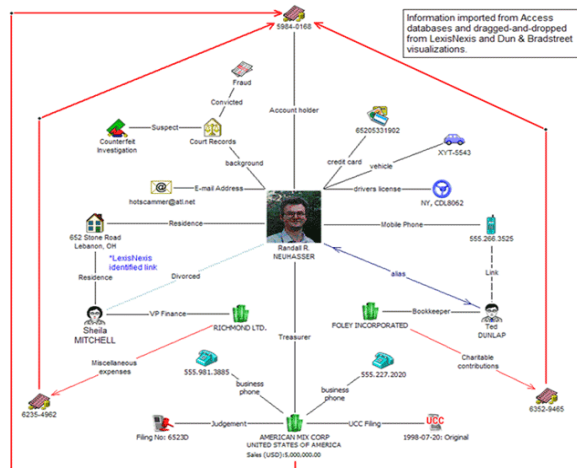 5984-0168
Information imported from Access
databases and dragged-and-dropped
from LexisNexis and Dun & Bradstreet
visualizations.
Fraud
Convicted
Account holder
Counterfeit
Investigation
Suspect
Court Records
65205331902
XYT-5543
background
credit card
vehicle
E-mail Address
hotscammer@atl.net
drivers license
NY, CDL8062
Residence
Mobile Phone
652 Stone Road
Lebanon, OH
555.266.3525
Randall R.
NEUHASSER
*LexisNexis
identified link
Residence
Divorced
alias
Link
Sheila
MITCHELL
VP Finance
RICHMOND LTD.
FOLEY INCORPORATED
Bookkeeper
Ted
DUNLAP
Treasurer
Miscellaneous
expenses
Charitable
contributions
555.981.3885
555.227.2020
business
phone
business
phone
6235-4962
6352-9465
Judgement
UCC Filing
UCC
Filing No: 6523D
AMERICAN MIX CORP
UNITED STATES OF AMERICA
Sales (USD):5,000,000.00
1998-07-20: Original